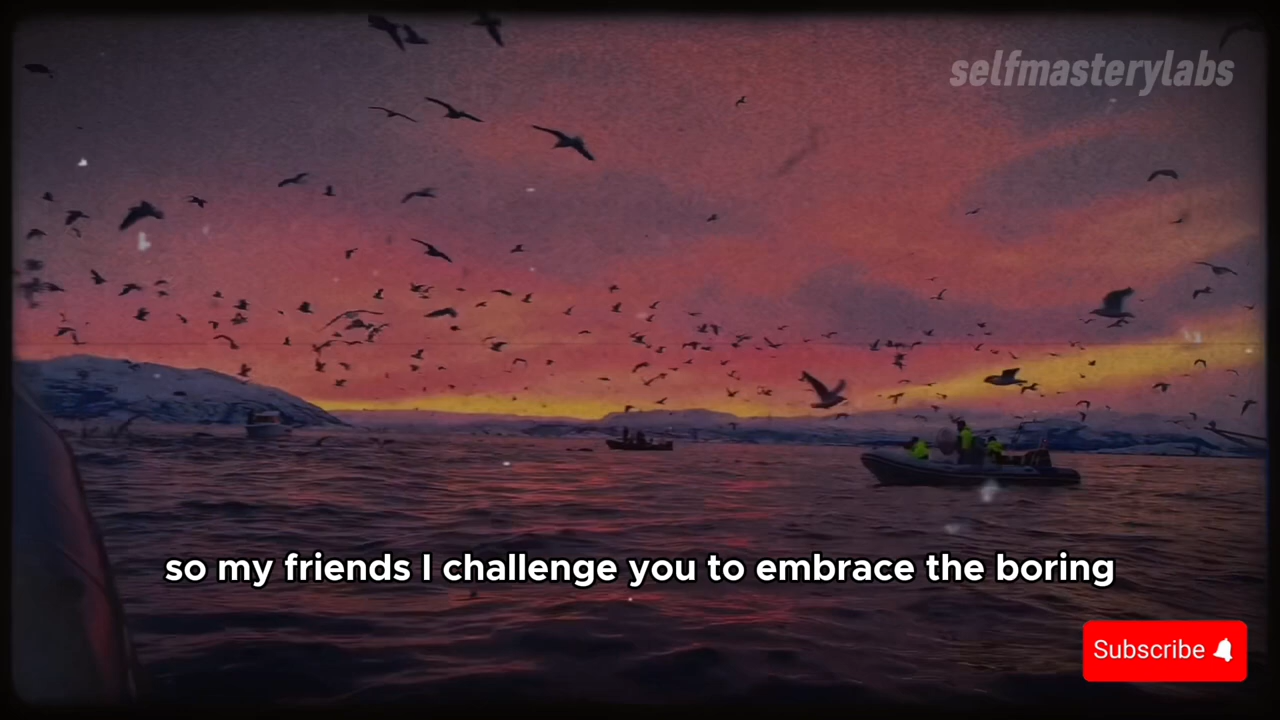 selfmasterylabs
so my friends I challenge you to embrace the boring
Subscribe